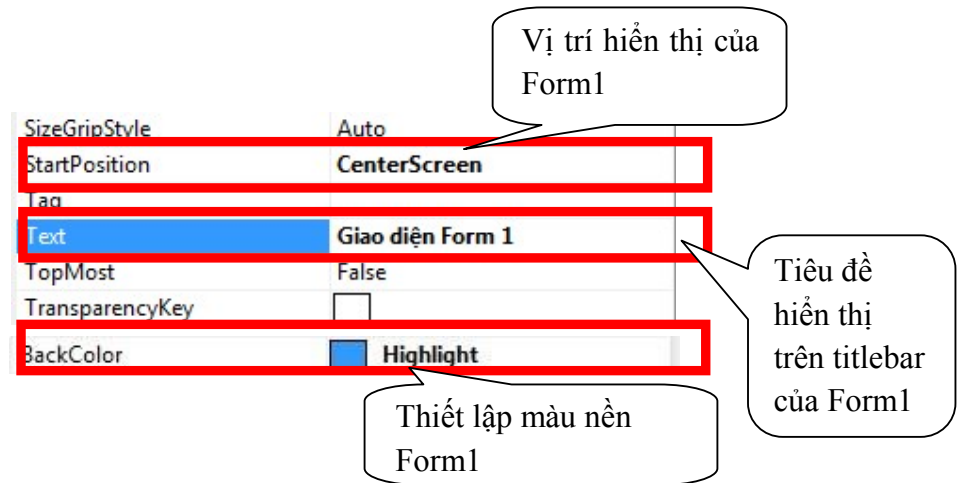 Vị trí hiển thị của
Form1
SizeGripStyle Auto
StartPosition CenterScreen
Tag
Text Giao diện Form 1
TopMost False
TransparencyKey
BackColor Highlight
Tiêu đề
hiển thị
trên titlebar
của Form1
Thiết lập màu nền
Form1